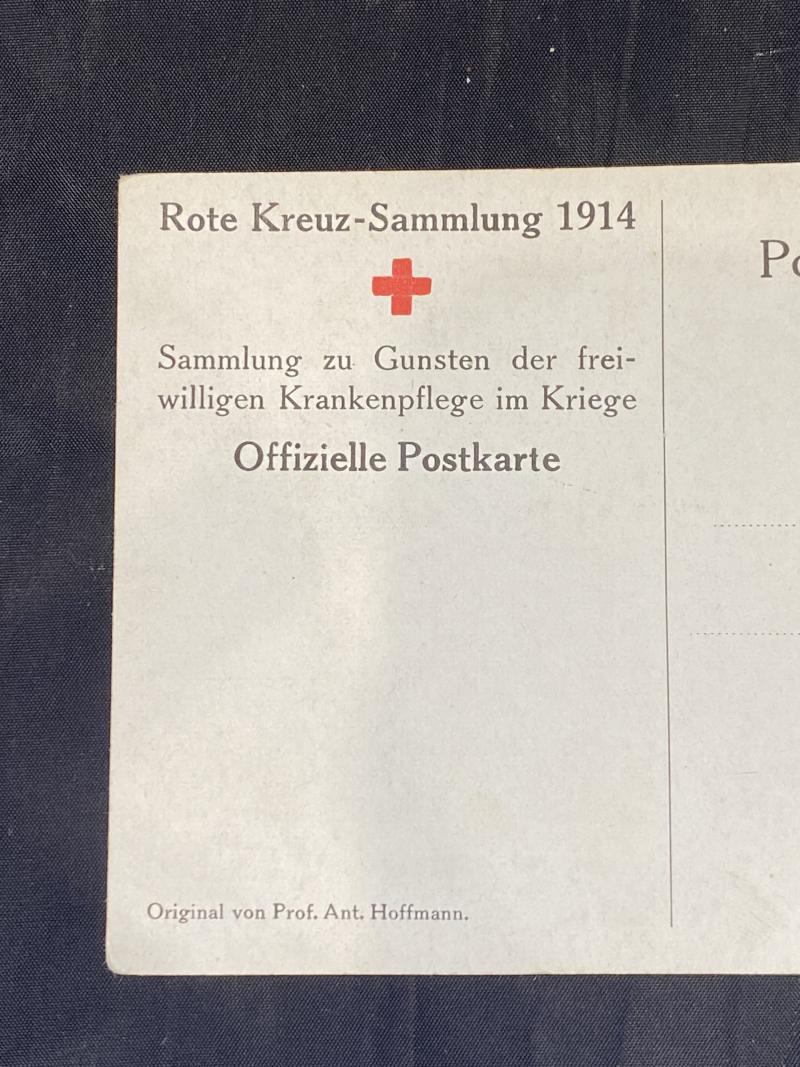 Rote Kreuz-Sammlung 1914
Sammlung zu Gunsten der frei-
willigen Krankenpflege im Kriege
Offizielle Postkarte
Original von Prof. Ant. Hoffmann.